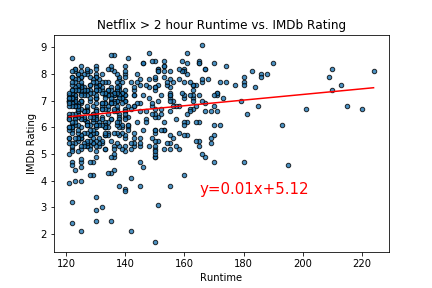 Netflix > 2 hour Runtime vs. IMDb Rating
9
8
7
6
5
4
3
2
IMDb Rating
y=0.01x+5.12
120 140 160 180 200 220
Runtime